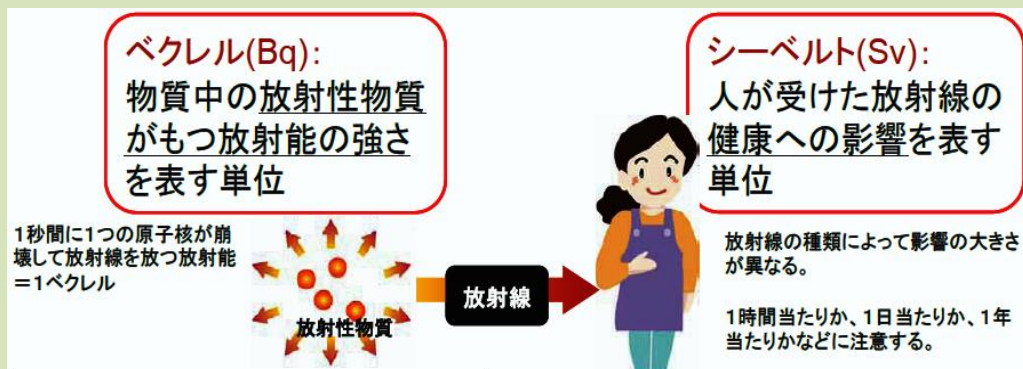 ベクレル(Bq):
物質中の放射性物質
がもつ放射能の強さ
を表す単位
シーベルト(Sv):
人が受けた放射線の
健康への影響を表す
単位
1秒間に1つの原子核が崩
壊して放射線を放つ放射能
＝1ベクレル
放射性物質
放射線
放射線の種類によって影響の大きさ
が異なる。
1時間当たりか、1日当たりか、1年
当たりかなどに注意する。